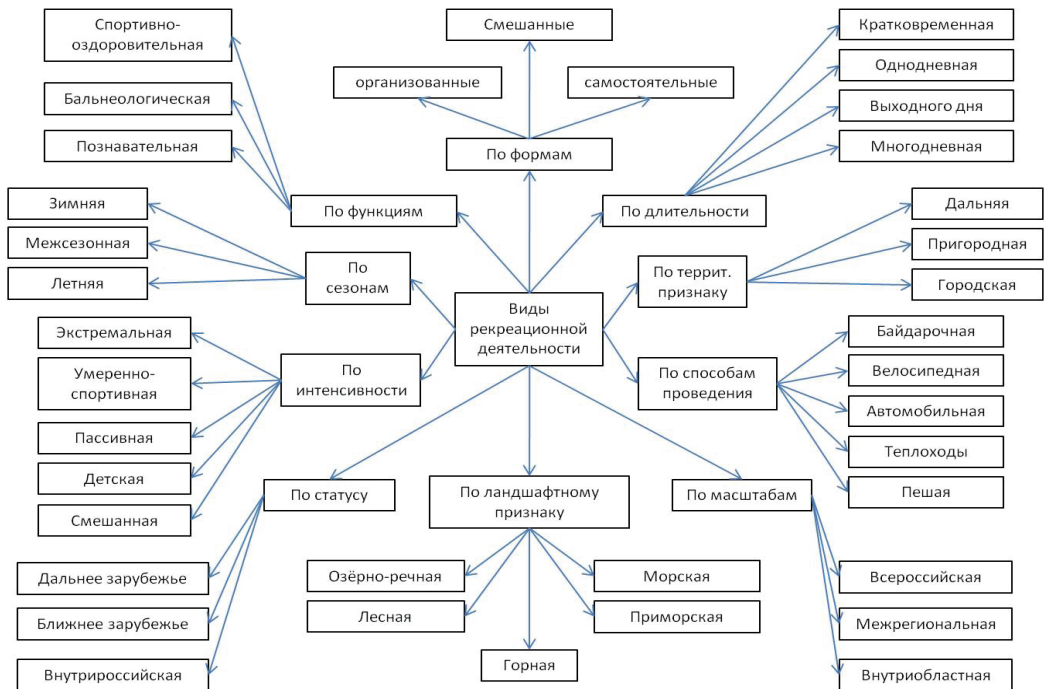 Спортивно-
оздоровительная
Смешанные
Кратковременная
организованные
самостоятельные
Однодневная
Бальнеологическая
Выходного дня
Познавательная
По формам
Многодневная
Зимняя
По функциям
По длительности
Дальняя
Межсезонная
По
сезонам
По террит.
признаку
Пригородная
Летняя
Городская
Виды
рекреационной
деятельности
Экстремальная
Байдарочная
Умеренно-
спортивная
По
интенсивности
По способам
проведения
Велосипедная
Автомобильная
Пассивная
Теплоходы
Детская
По статусу
По ландшафтному
признаку
По масштабам
Пешая
Смешанная
Дальнее зарубежье
Озёрно-речная
Морская
Всероссийская
Ближнее зарубежье
Лесная
Приморская
Межрегиональная
Внутрироссийская
Горная
Внутриобластная